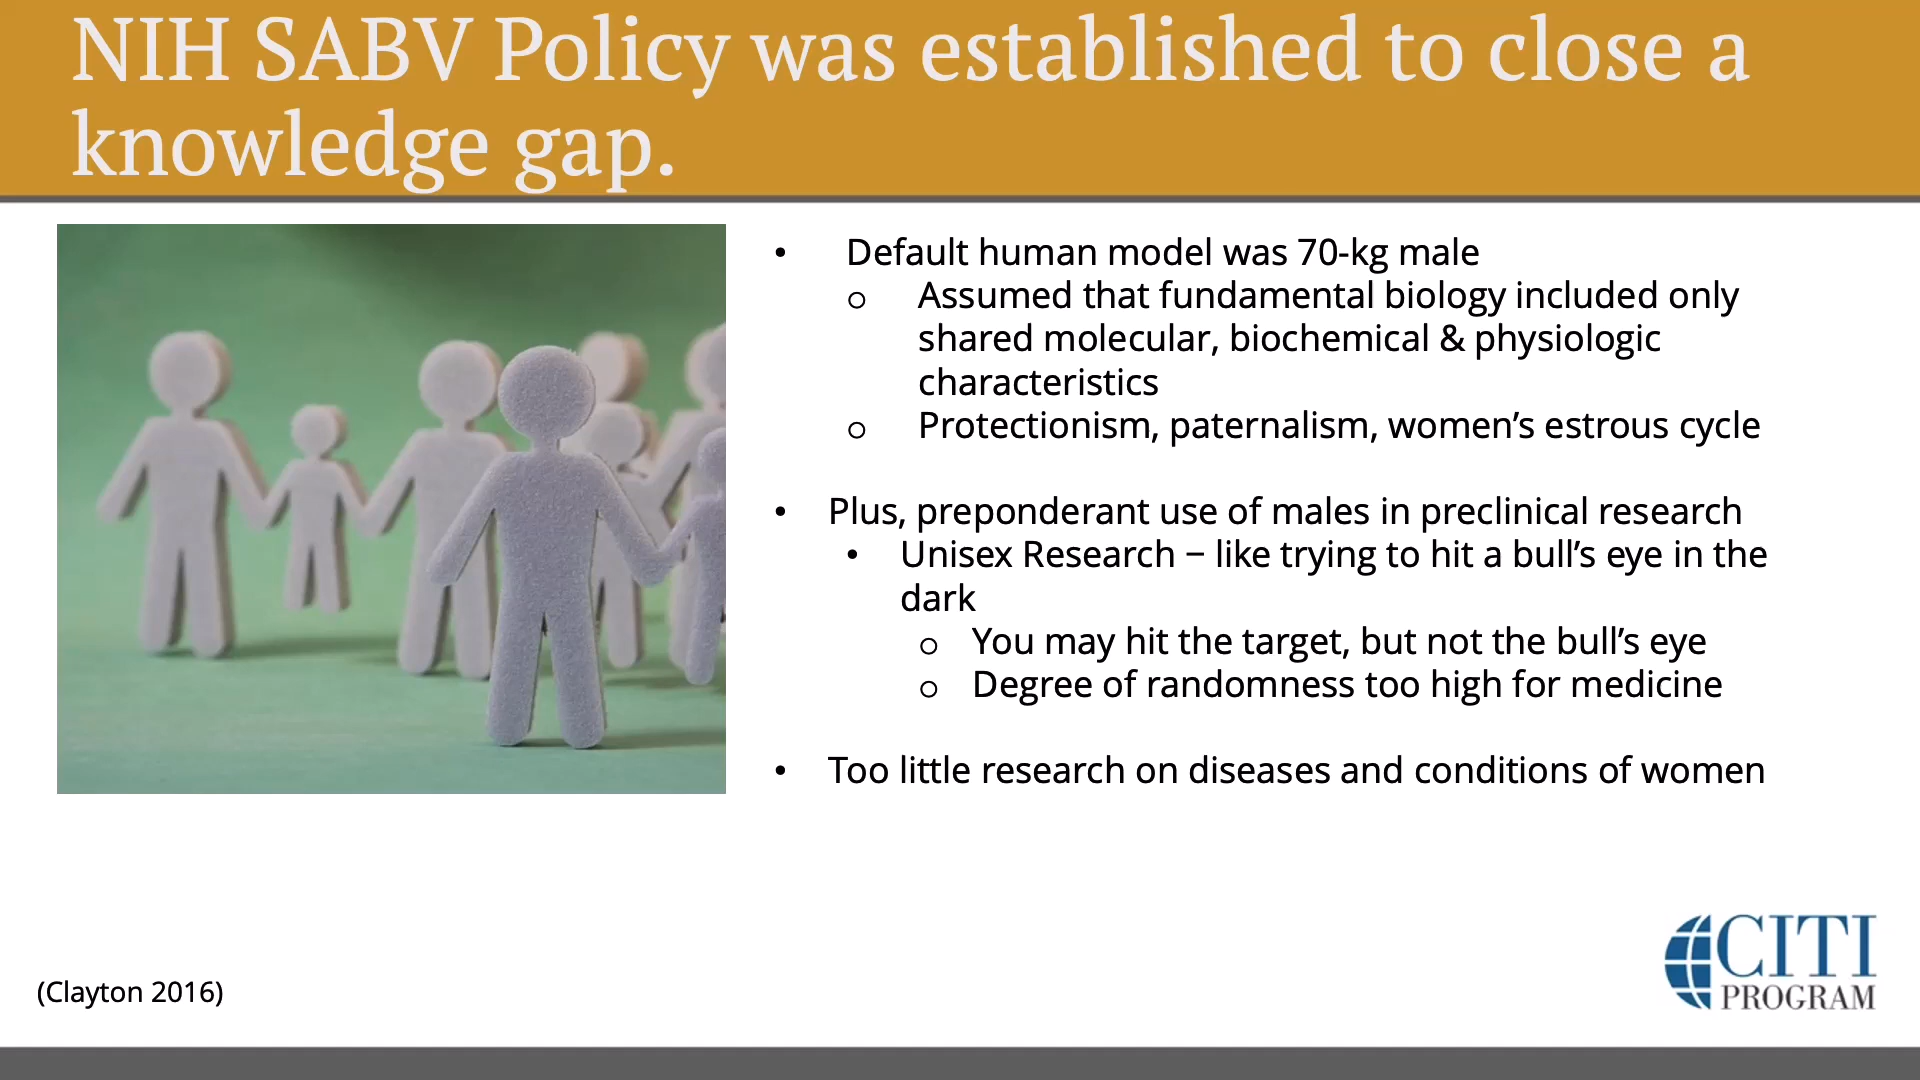 NIH SABV Policy was established to close a
knowledge gap.
• Default human model was 70-kg male
o Assumed that fundamental biology included only
shared molecular, biochemical & physiologic
characteristics
o Protectionism, paternalism, women’s estrous cycle
• Plus, preponderant use of males in preclinical research
• Unisex Research – like trying to hit a bull’s eye in the
dark
o You may hit the target, but not the bull’s eye
o Degree of randomness too high for medicine
• Too little research on diseases and conditions of women
(Clayton 2016)
CITI
PROGRAM